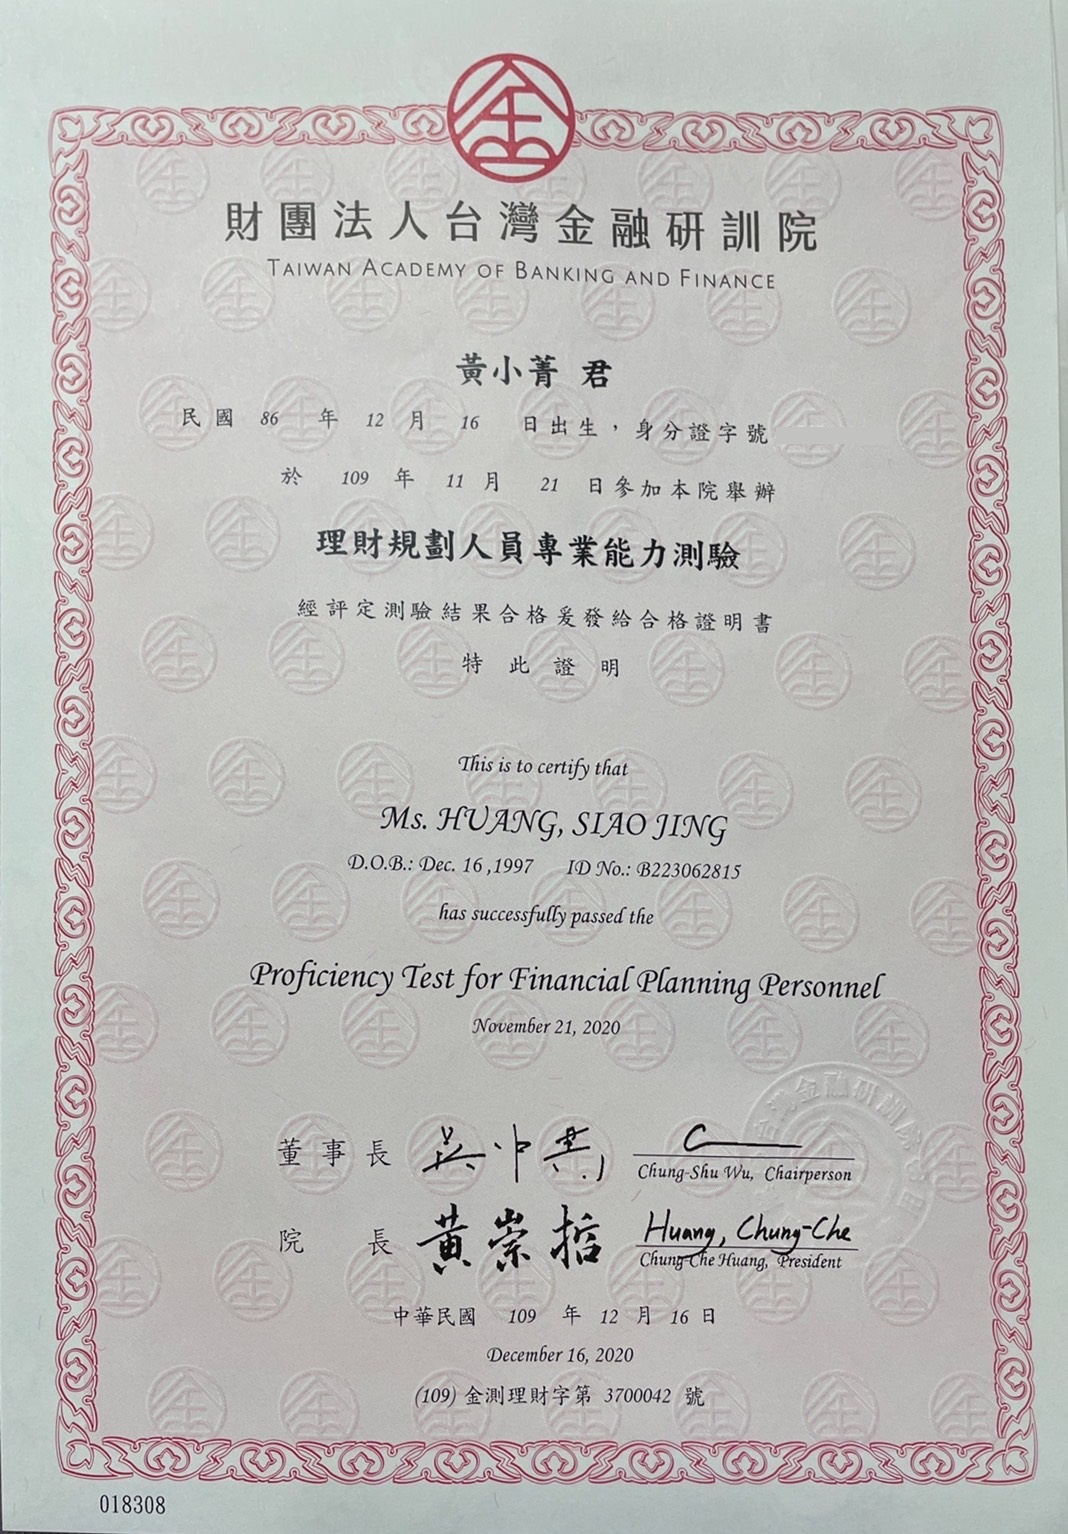 財團法人台灣金融研訓院
TAIWAN ACADEMY OF BANKING AND FINANCE
黃小菁 君
民國 86 年 12 月 16 日出生，身分證字號
於 109 年 11 月 21 日參加本院舉辦
理財規劃人員專業能力測驗
經評定測驗結果合格爰發給合格證明書
特此證明
This is to certify that
Ms. HUANG, SIAO JING
D.O.B.: Dec. 16 ,1997 ID No.: B223062815
has successfully passed the
Proficiency Test for Financial Planning Personnel
November 21, 2020
董事長 吳中書
Chung-Shu Wu, Chairperson
院長 黃崇哲 Huang, Chung-Che
Chung-Che Huang, President
中華民國 109 年 12 月 16 日
December 16, 2020
(109) 金測理財字第 3700042 號
018308